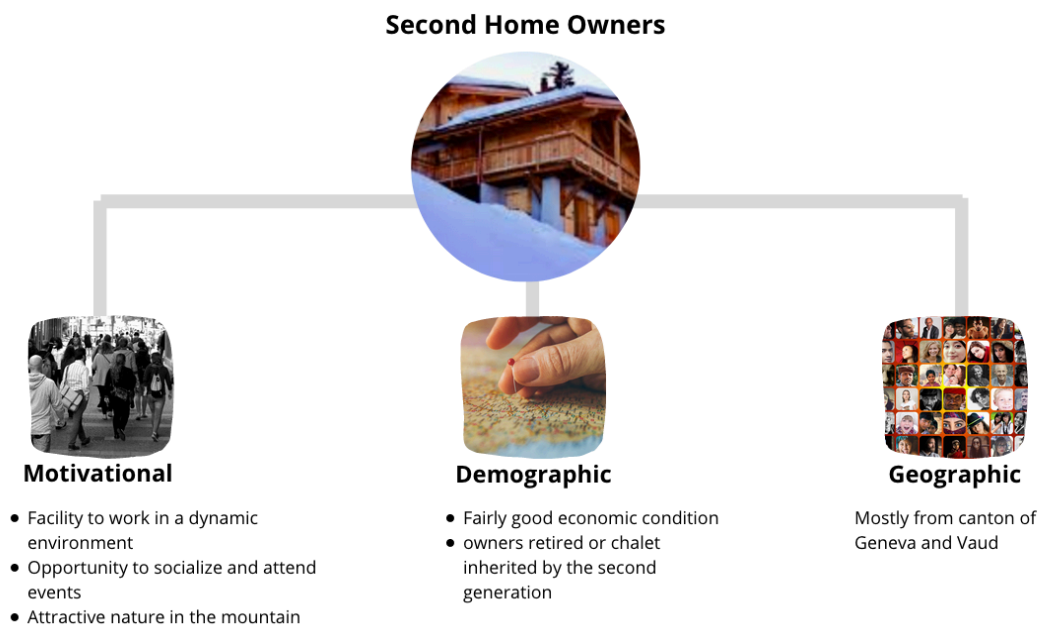 Second Home Owners
Motivational
● Facility to work in a dynamic
environment
● Opportunity to socialize and attend
events
● Attractive nature in the mountain
Demographic
● Fairly good economic condition
● owners retired or chalet
inherited by the second
generation
Geographic
Mostly from canton of
Geneva and Vaud